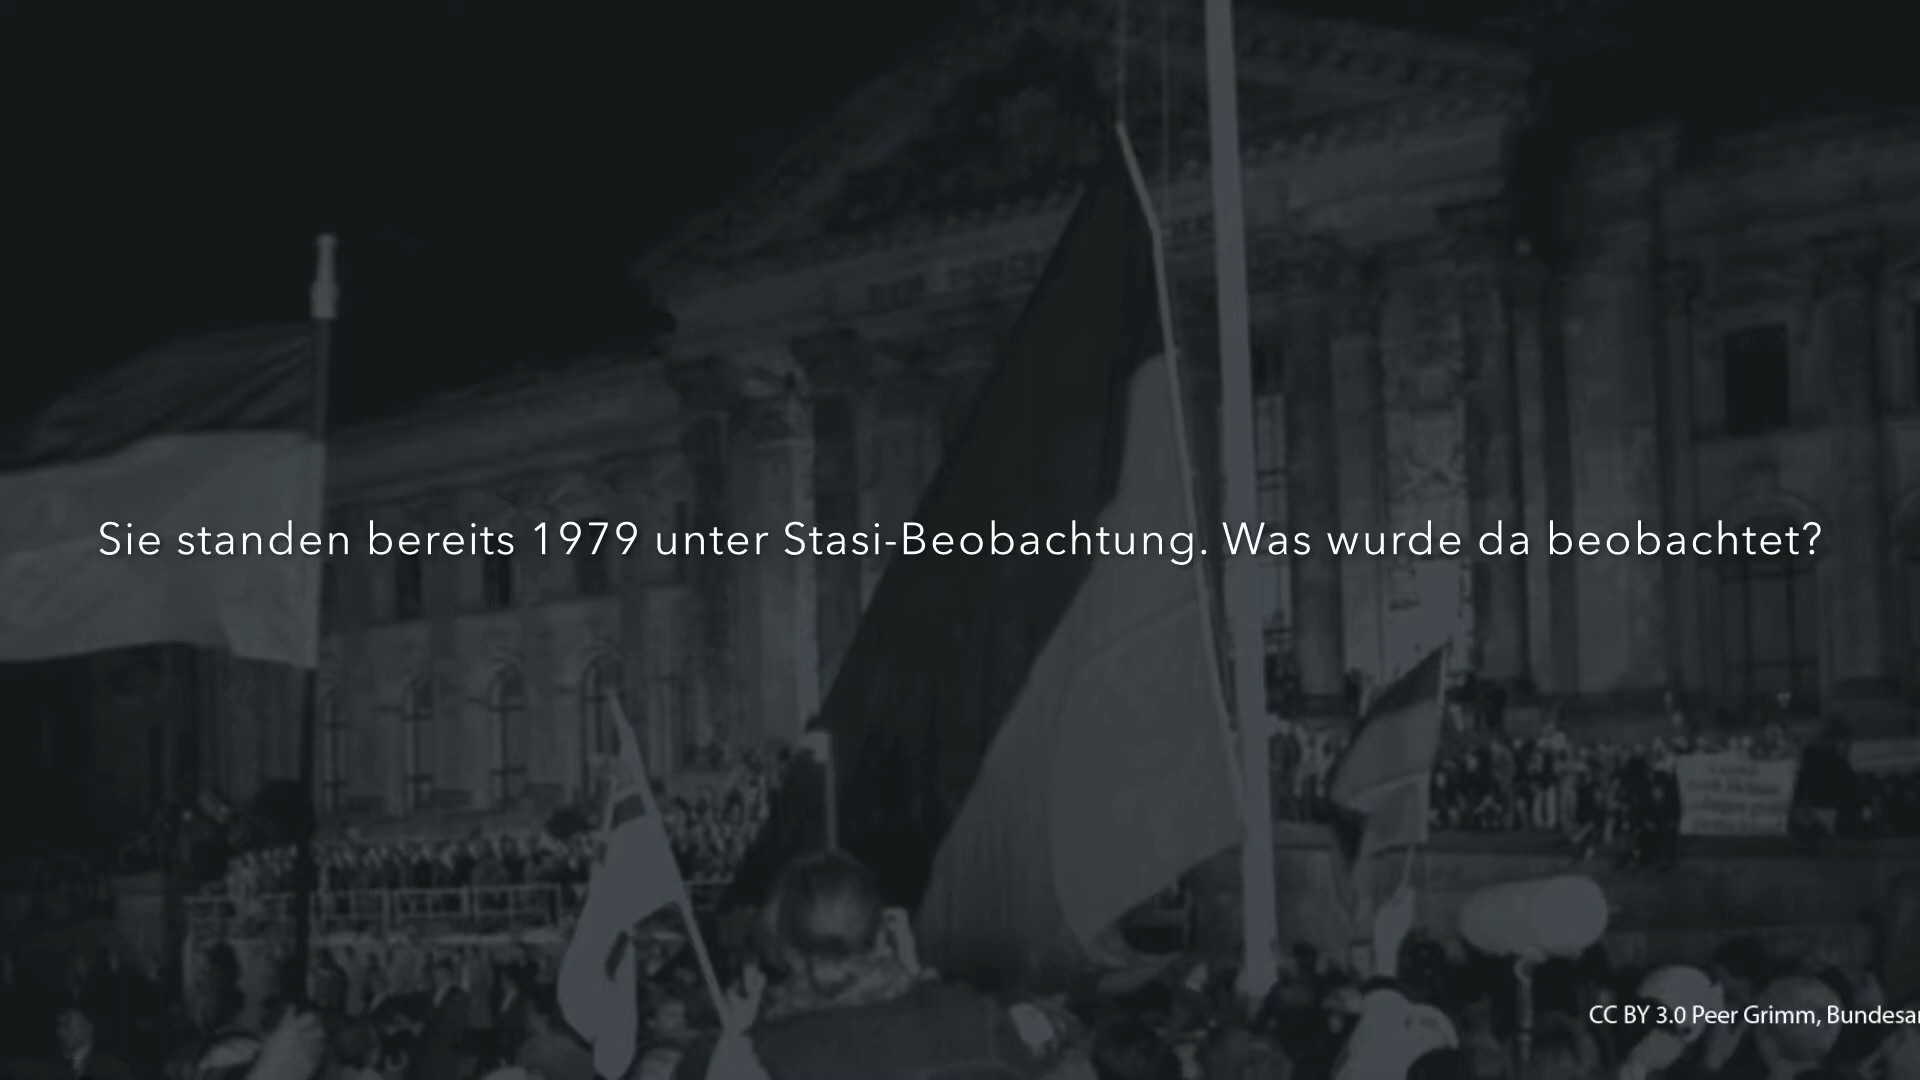 Sie standen bereits 1979 unter Stasi-Beobachtung. Was wurde da beobachtet?
CC BY 3.0 Peer Grimm, Bundesar